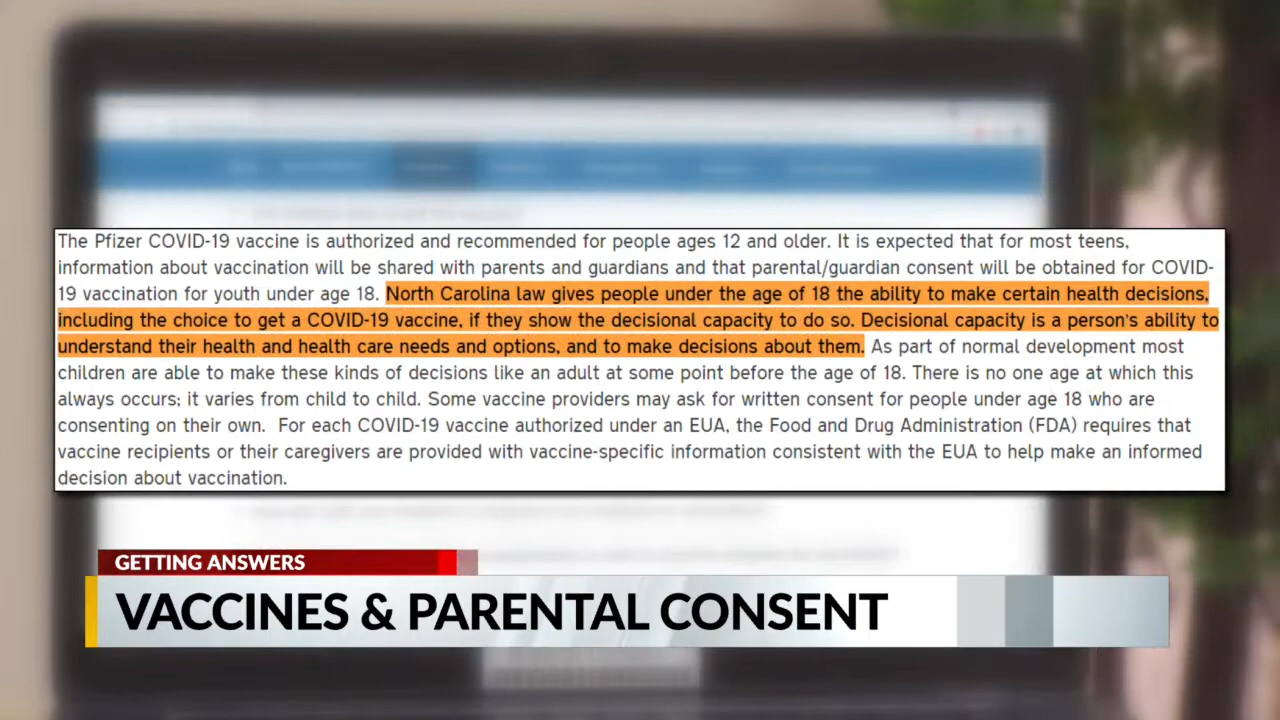 The Pfizer COVID-19 vaccine is authorized and recommended for people ages 12 and older. It is expected that for most teens,
information about vaccination will be shared with parents and guardians and that parental/guardian consent will be obtained for COVID-
19 vaccination for youth under age 18. North Carolina law gives people under the age of 18 the ability to make certain health decisions,
including the choice to get a COVID-19 vaccine, if they show the decisional capacity to do so. Decisional capacity is a person's ability to
understand their health and health care needs and options, and to make decisions about them. As part of normal development most
children are able to make these kinds of decisions like an adult at some point before the age of 18. There is no one age at which this
always occurs; it varies from child to child. Some vaccine providers may ask for written consent for people under age 18 who are
consenting on their own. For each COVID-19 vaccine authorized under an EUA, the Food and Drug Administration (FDA) requires that
vaccine recipients or their caregivers are provided with vaccine-specific information consistent with the EUA to help make an informed
decision about vaccination.
GETTING ANSWERS
VACCINES & PARENTAL CONSENT